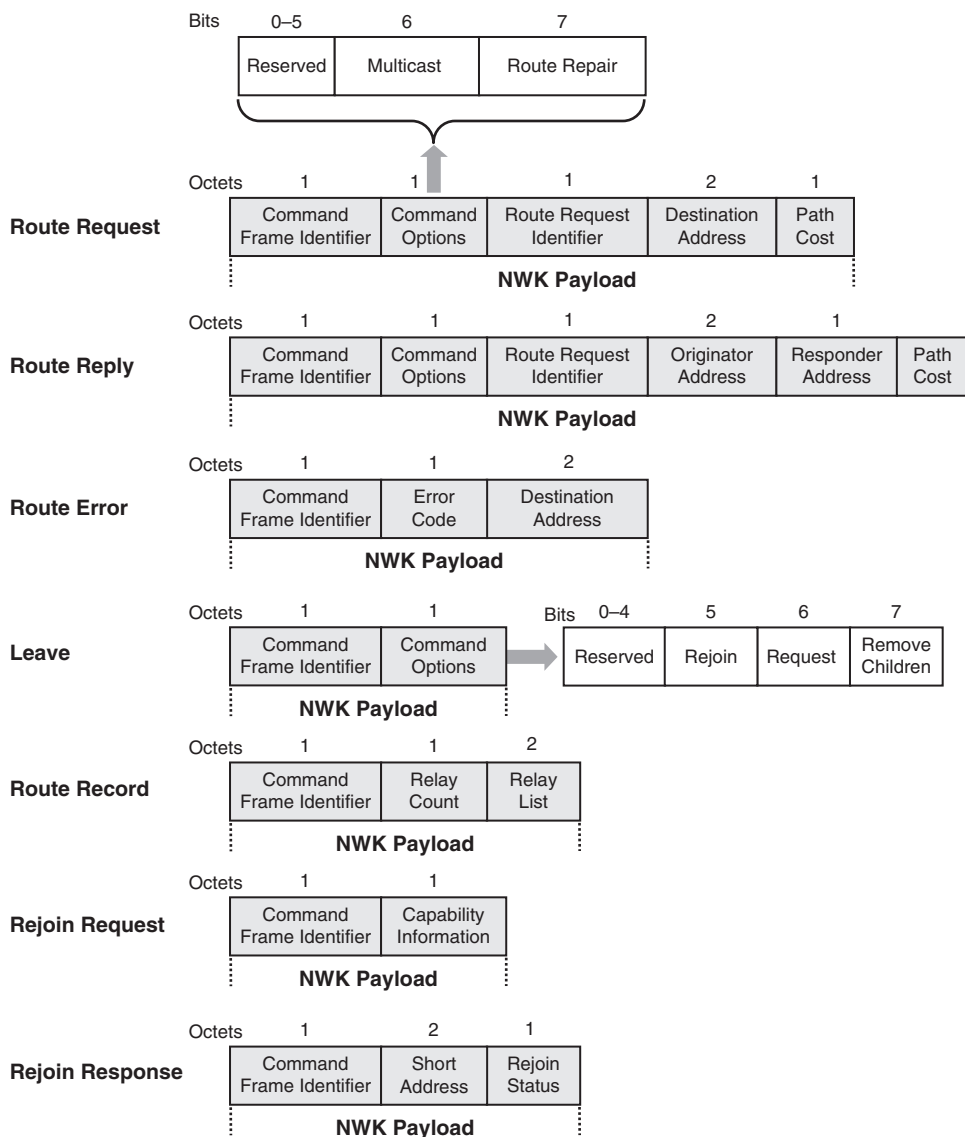 Bits 0–5 6 7
Reserved Multicast Route Repair
Octets 1 1 1 2 1
Route Request
Command Frame Identifier
Command Options
Route Request Identifier
Destination Address
Path Cost
NWK Payload
Octets 1 1 1 2 1
Route Reply
Command Frame Identifier
Command Options
Route Request Identifier
Originator Address
Responder Address
Path Cost
NWK Payload
Octets 1 1 2
Route Error
Command Frame Identifier
Error Code
Destination Address
NWK Payload
Octets 1 1
Bits 0–4 5 6 7
Leave
Command Frame Identifier
Command Options
Reserved Rejoin Request
Remove Children
NWK Payload
Octets 1 1 2
Route Record
Command Frame Identifier
Relay Count
Relay List
NWK Payload
Octets 1 1
Rejoin Request
Command Frame Identifier
Capability Information
NWK Payload
Octets 1 2 1
Rejoin Response
Command Frame Identifier
Short Address
Rejoin Status
NWK Payload